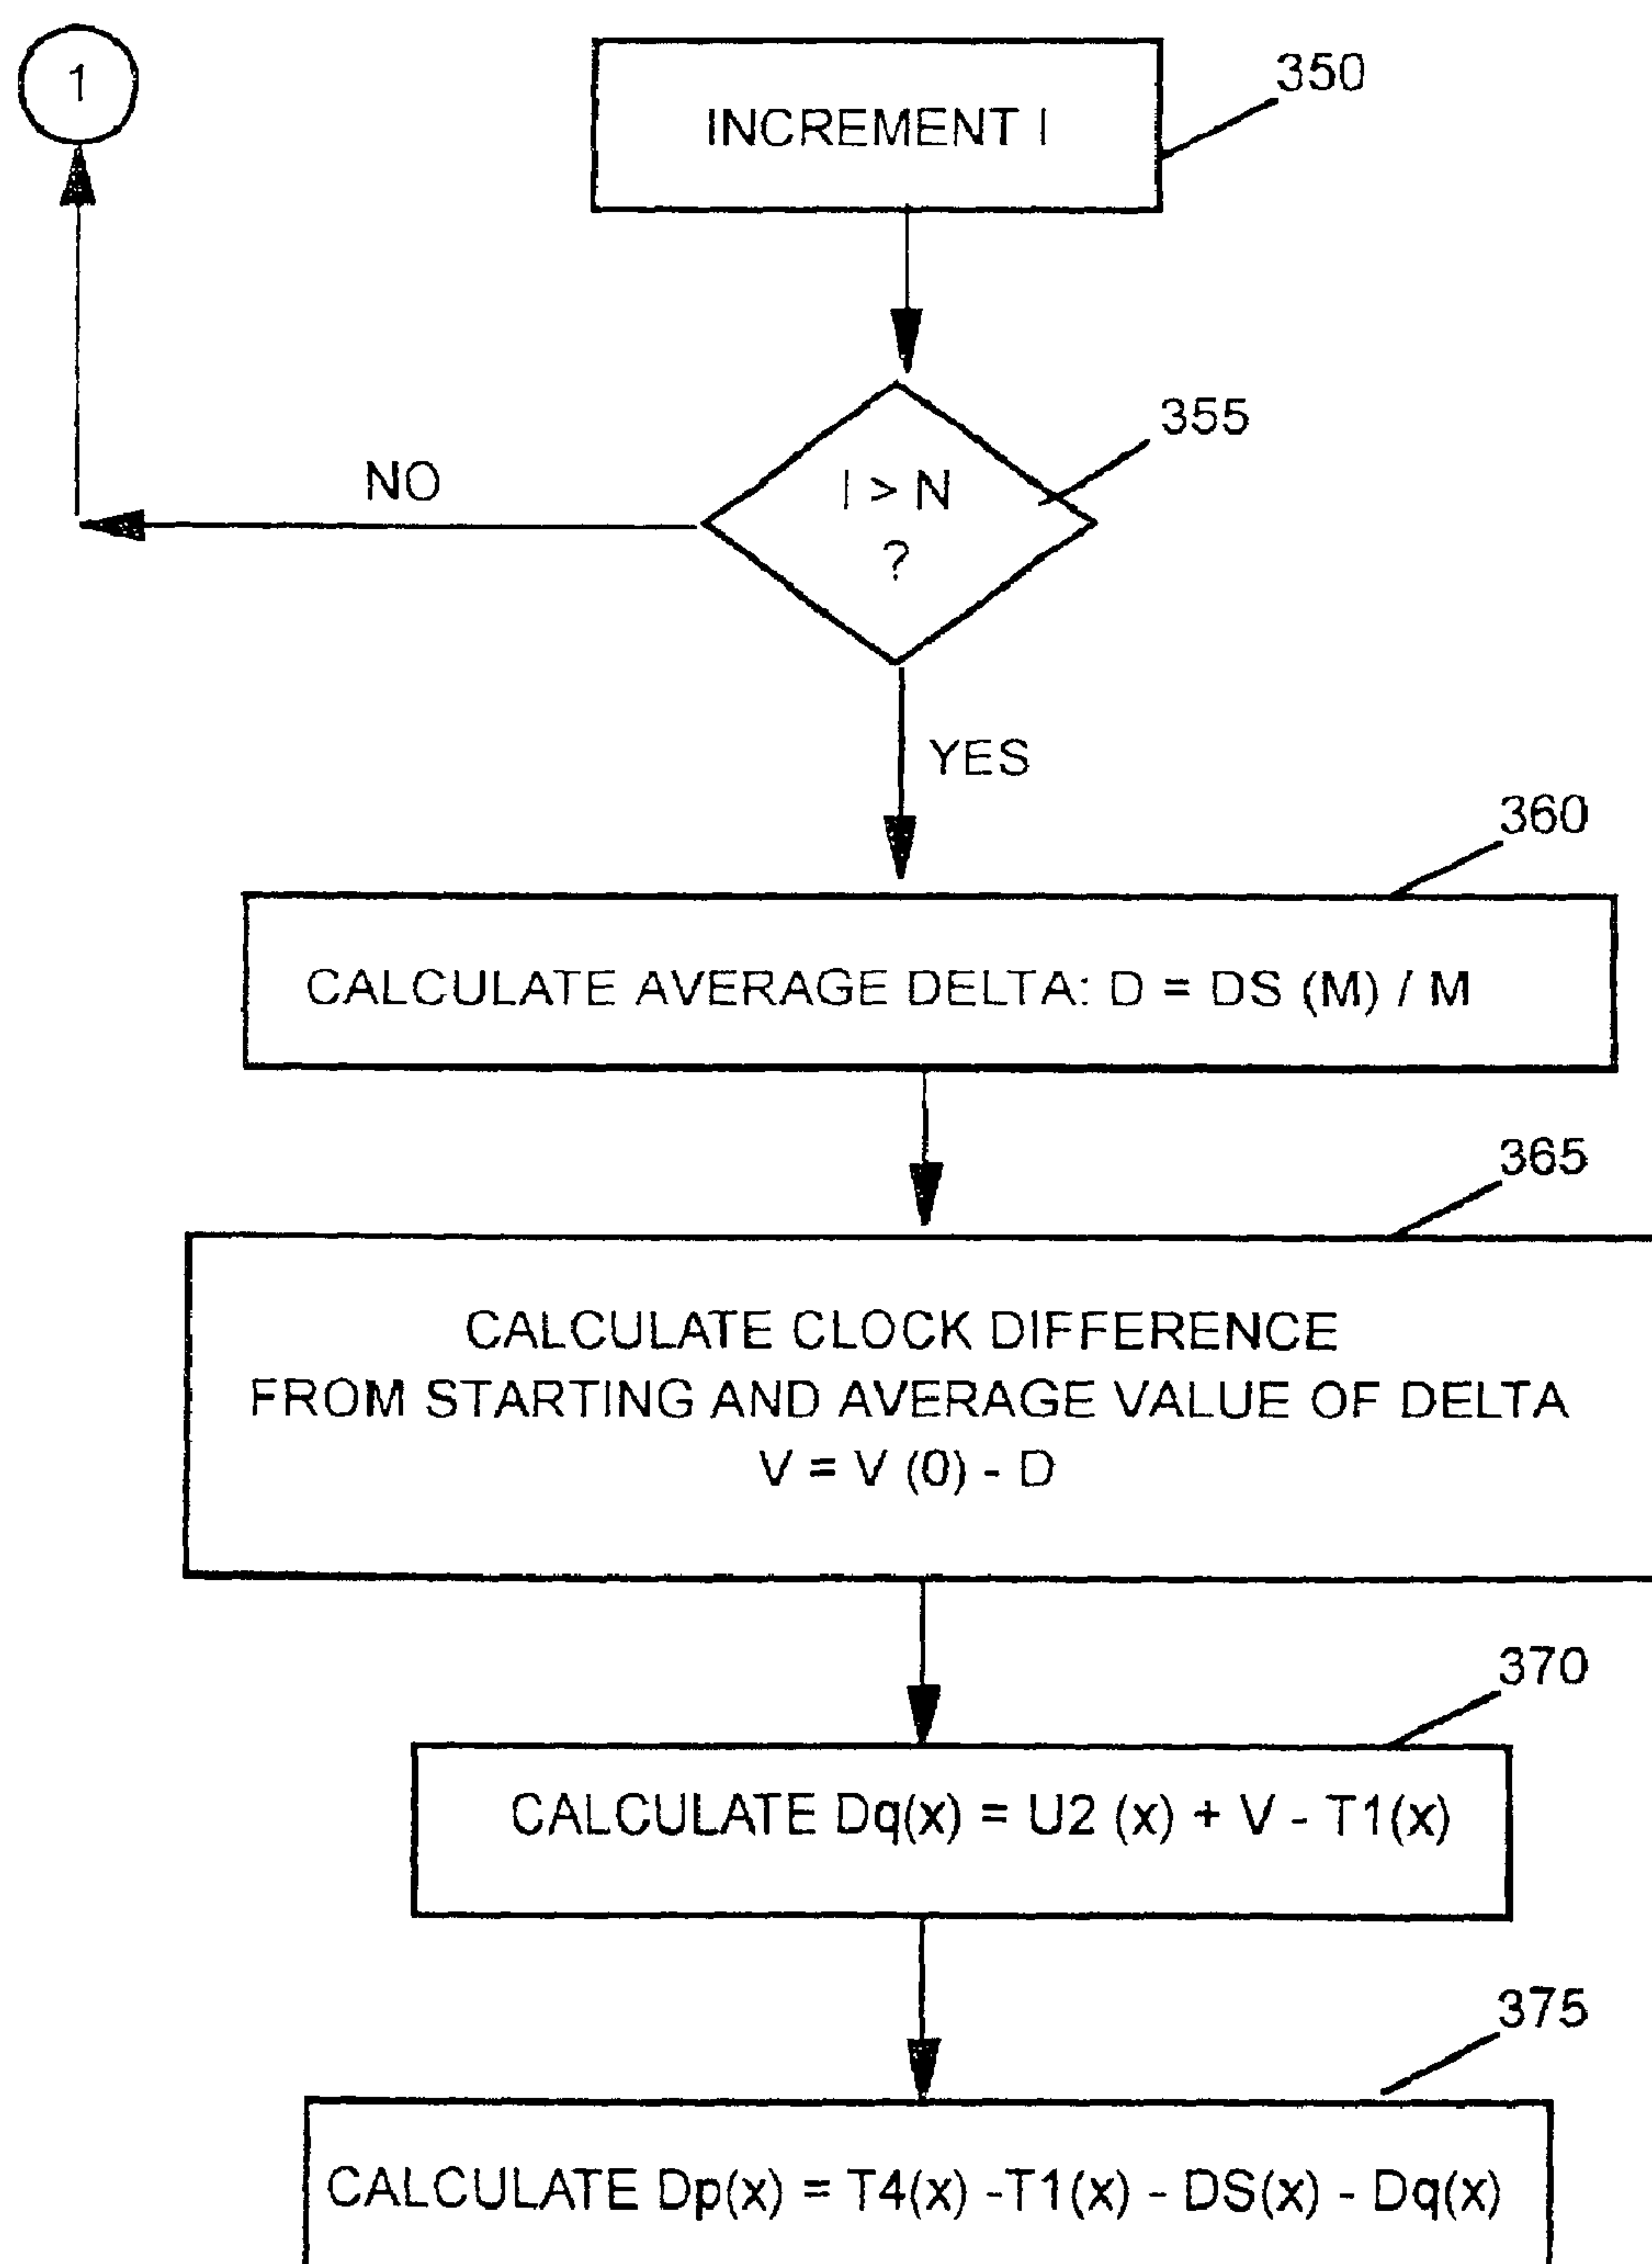 1
INCREMENT I
350
I > N
?
355
NO
YES
360
CALCULATE AVERAGE DELTA: D = DS (M) / M
365
CALCULATE CLOCK DIFFERENCE
FROM STARTING AND AVERAGE VALUE OF DELTA
V = V (0) - D
370
CALCULATE Dq(x) = U2 (x) + V - T1(x)
375
CALCULATE Dp(x) = T4(x) -T1(x) - DS(x) - Dq(x)